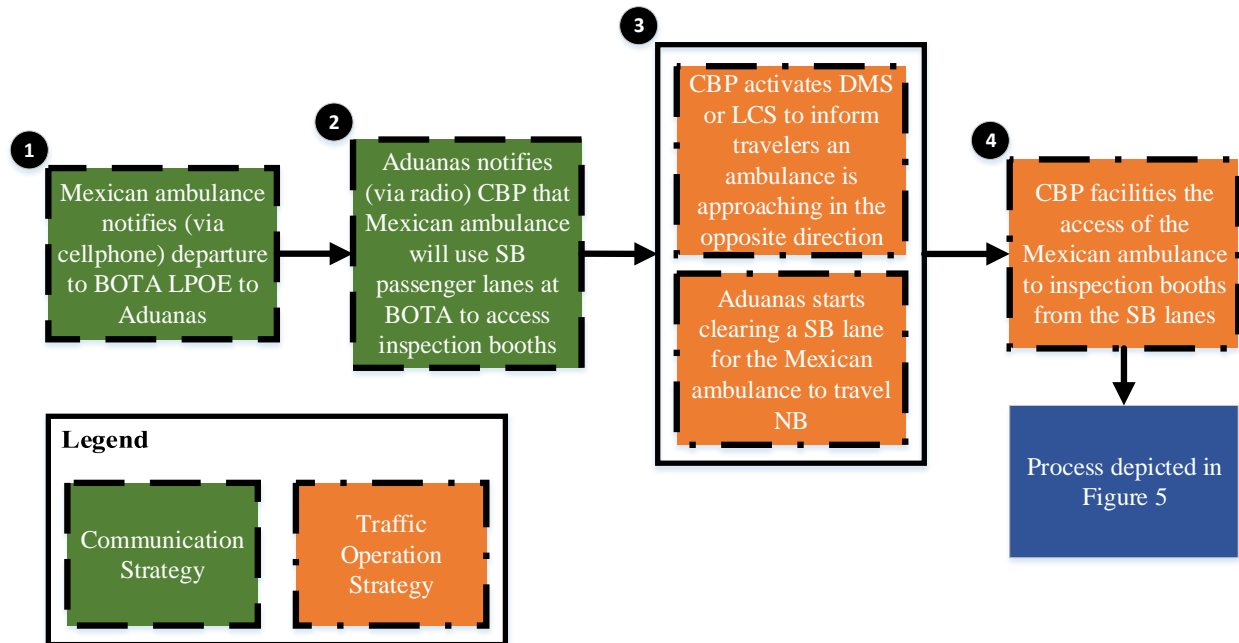 1
Mexican ambulance
notifies (via
cellphone) departure
to BOTA LPOE to
Aduanas
2
Aduanas notifies
(via radio) CBP that
Mexican ambulance
will use SB
passenger lanes at
BOTA to access
inspection booths
3
CBP activates DMS
or LCS to inform
travelers an
ambulance is
approaching in the
opposite direction
Aduanas starts
clearing a SB lane
for the Mexican
ambulance to travel
NB
4
CBP facilities the
access of the
Mexican ambulance
to inspection booths
from the SB lanes
Process depicted in
Figure 5
Legend
Communication
Strategy
Traffic
Operation
Strategy